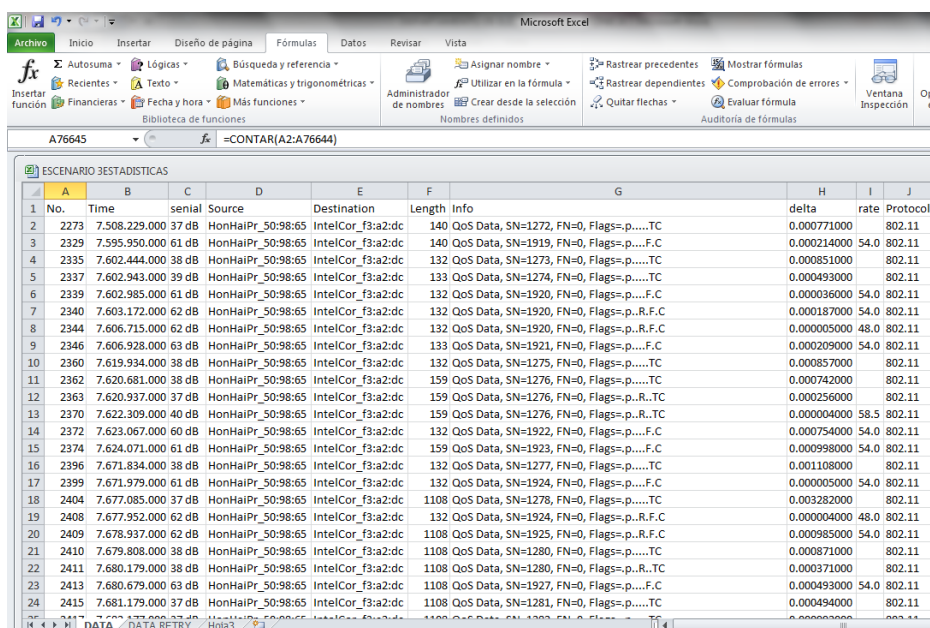 Microsoft Excel
Archivo Inicio Insertar Diseño de página Fórmulas Datos Revisar Vista
Σ Autosuma Lógicas Búsqueda y referencia Asignar nombre Rastrear precedentes Mostrar fórmulas
Recientes Texto Matemáticas y trigonométricas Utilizar en la fórmula Rastrear dependientes Comprobación de errores
Financieras Fecha y hora Más funciones Crear desde la selección Quitar flechas Evaluar fórmula
fx Insertar función Administrador de nombres Ventana Inspección
Biblioteca de funciones Nombres definidos Auditoría de fórmulas
A76645 fx =CONTAR(A2:A76644)
ESCENARIO 3ESTADISTICAS
A B C D E F G H I J
1 No. Time senial Source Destination Length Info delta rate Protocol
2 2273 7.508.229.000 37 dB HonHaiPr_50:98:65 IntelCor_f3:a2:dc 140 QoS Data, SN=1272, FN=0, Flags=.p.....TC 0.000771000 802.11
3 2329 7.595.950.000 61 dB HonHaiPr_50:98:65 IntelCor_f3:a2:dc 140 QoS Data, SN=1919, FN=0, Flags=.p....F.C 0.000214000 54.0 802.11
4 2335 7.602.444.000 38 dB HonHaiPr_50:98:65 IntelCor_f3:a2:dc 132 QoS Data, SN=1273, FN=0, Flags=.p.....TC 0.000851000 802.11
5 2337 7.602.943.000 39 dB HonHaiPr_50:98:65 IntelCor_f3:a2:dc 133 QoS Data, SN=1274, FN=0, Flags=.p.....TC 0.000493000 802.11
6 2339 7.602.985.000 61 dB HonHaiPr_50:98:65 IntelCor_f3:a2:dc 132 QoS Data, SN=1920, FN=0, Flags=.p....F.C 0.000036000 54.0 802.11
7 2340 7.603.172.000 62 dB HonHaiPr_50:98:65 IntelCor_f3:a2:dc 132 QoS Data, SN=1920, FN=0, Flags=.p..R.F.C 0.000187000 54.0 802.11
8 2344 7.606.715.000 62 dB HonHaiPr_50:98:65 IntelCor_f3:a2:dc 132 QoS Data, SN=1920, FN=0, Flags=.p..R.F.C 0.000005000 48.0 802.11
9 2346 7.606.928.000 63 dB HonHaiPr_50:98:65 IntelCor_f3:a2:dc 133 QoS Data, SN=1921, FN=0, Flags=.p....F.C 0.000209000 54.0 802.11
10 2360 7.619.934.000 38 dB HonHaiPr_50:98:65 IntelCor_f3:a2:dc 132 QoS Data, SN=1275, FN=0, Flags=.p.....TC 0.000857000 802.11
11 2362 7.620.681.000 38 dB HonHaiPr_50:98:65 IntelCor_f3:a2:dc 159 QoS Data, SN=1276, FN=0, Flags=.p.....TC 0.000742000 802.11
12 2363 7.620.937.000 37 dB HonHaiPr_50:98:65 IntelCor_f3:a2:dc 159 QoS Data, SN=1276, FN=0, Flags=.p..R..TC 0.000256000 802.11
13 2370 7.622.309.000 40 dB HonHaiPr_50:98:65 IntelCor_f3:a2:dc 159 QoS Data, SN=1276, FN=0, Flags=.p..R..TC 0.000004000 58.5 802.11
14 2372 7.623.067.000 60 dB HonHaiPr_50:98:65 IntelCor_f3:a2:dc 132 QoS Data, SN=1922, FN=0, Flags=.p....F.C 0.000754000 54.0 802.11
15 2374 7.624.071.000 61 dB HonHaiPr_50:98:65 IntelCor_f3:a2:dc 159 QoS Data, SN=1923, FN=0, Flags=.p....F.C 0.000998000 54.0 802.11
16 2396 7.671.834.000 38 dB HonHaiPr_50:98:65 IntelCor_f3:a2:dc 132 QoS Data, SN=1277, FN=0, Flags=.p.....TC 0.001108000 802.11
17 2399 7.671.979.000 61 dB HonHaiPr_50:98:65 IntelCor_f3:a2:dc 132 QoS Data, SN=1924, FN=0, Flags=.p....F.C 0.000005000 54.0 802.11
18 2404 7.677.085.000 37 dB HonHaiPr_50:98:65 IntelCor_f3:a2:dc 1108 QoS Data, SN=1278, FN=0, Flags=.p.....TC 0.003282000 802.11
19 2408 7.677.952.000 62 dB HonHaiPr_50:98:65 IntelCor_f3:a2:dc 132 QoS Data, SN=1924, FN=0, Flags=.p..R.F.C 0.000004000 48.0 802.11
20 2409 7.678.937.000 62 dB HonHaiPr_50:98:65 IntelCor_f3:a2:dc 1108 QoS Data, SN=1925, FN=0, Flags=.p..R.F.C 0.000985000 54.0 802.11
21 2410 7.679.808.000 38 dB HonHaiPr_50:98:65 IntelCor_f3:a2:dc 1108 QoS Data, SN=1280, FN=0, Flags=.p.....TC 0.000871000 802.11
22 2411 7.680.179.000 38 dB HonHaiPr_50:98:65 IntelCor_f3:a2:dc 1108 QoS Data, SN=1280, FN=0, Flags=.p..R..TC 0.000371000 802.11
23 2413 7.680.679.000 63 dB HonHaiPr_50:98:65 IntelCor_f3:a2:dc 1108 QoS Data, SN=1927, FN=0, Flags=.p....F.C 0.000493000 54.0 802.11
24 2415 7.681.179.000 37 dB HonHaiPr_50:98:65 IntelCor_f3:a2:dc 1108 QoS Data, SN=1281, FN=0, Flags=.p.....TC 0.000494000 802.11
DATA DATA RETRY Hoja3